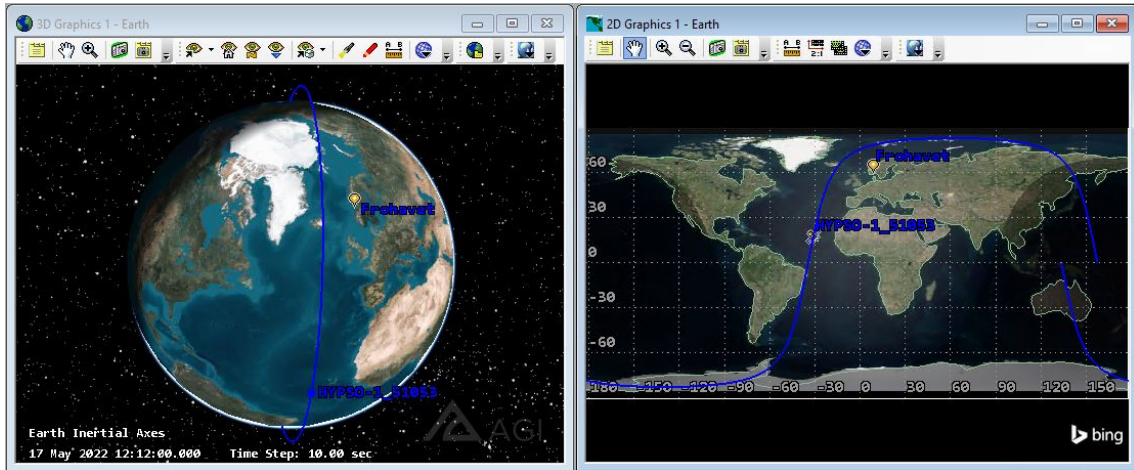 3D Graphics 1 - Earth
Frohavet
HYPSO-1_51053
AGI
Earth Inertial Axes
17 May 2022 12:12:00.000 Time Step: 10.00 sec
2D Graphics 1 - Earth
A B
2:1
60
Frohavet
30
HYPSO-1_51053
0
-30
-60
-180 -150 -120 -90 -60 -30 0 30 60 90 120 150
bing